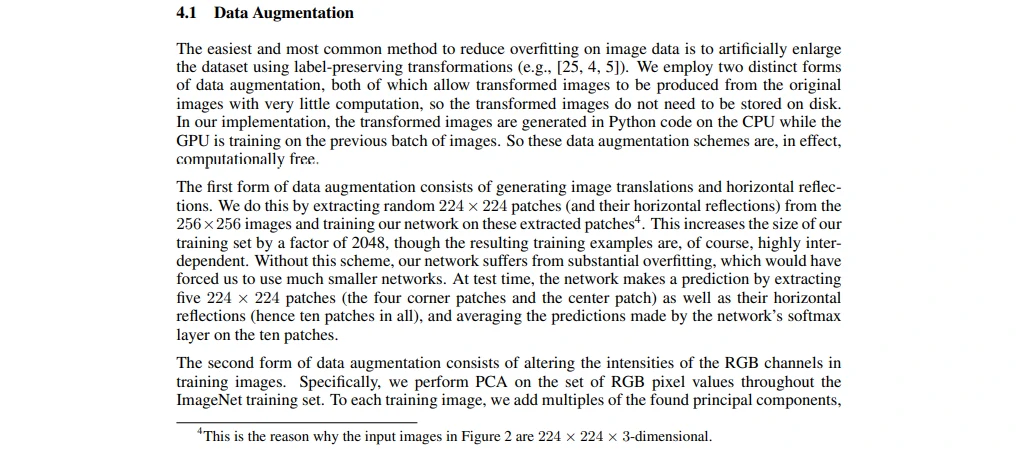 4.1 Data Augmentation
The easiest and most common method to reduce overfitting on image data is to artificially enlarge
the dataset using label-preserving transformations (e.g., [25, 4, 5]). We employ two distinct forms
of data augmentation, both of which allow transformed images to be produced from the original
images with very little computation, so the transformed images do not need to be stored on disk.
In our implementation, the transformed images are generated in Python code on the CPU while the
GPU is training on the previous batch of images. So these data augmentation schemes are, in effect,
computationally free.
The first form of data augmentation consists of generating image translations and horizontal reflec-
tions. We do this by extracting random 224 × 224 patches (and their horizontal reflections) from the
256×256 images and training our network on these extracted patches⁴. This increases the size of our
training set by a factor of 2048, though the resulting training examples are, of course, highly inter-
dependent. Without this scheme, our network suffers from substantial overfitting, which would have
forced us to use much smaller networks. At test time, the network makes a prediction by extracting
five 224 × 224 patches (the four corner patches and the center patch) as well as their horizontal
reflections (hence ten patches in all), and averaging the predictions made by the network's softmax
layer on the ten patches.
The second form of data augmentation consists of altering the intensities of the RGB channels in
training images. Specifically, we perform PCA on the set of RGB pixel values throughout the
ImageNet training set. To each training image, we add multiples of the found principal components,
⁴This is the reason why the input images in Figure 2 are 224 × 224 × 3-dimensional.